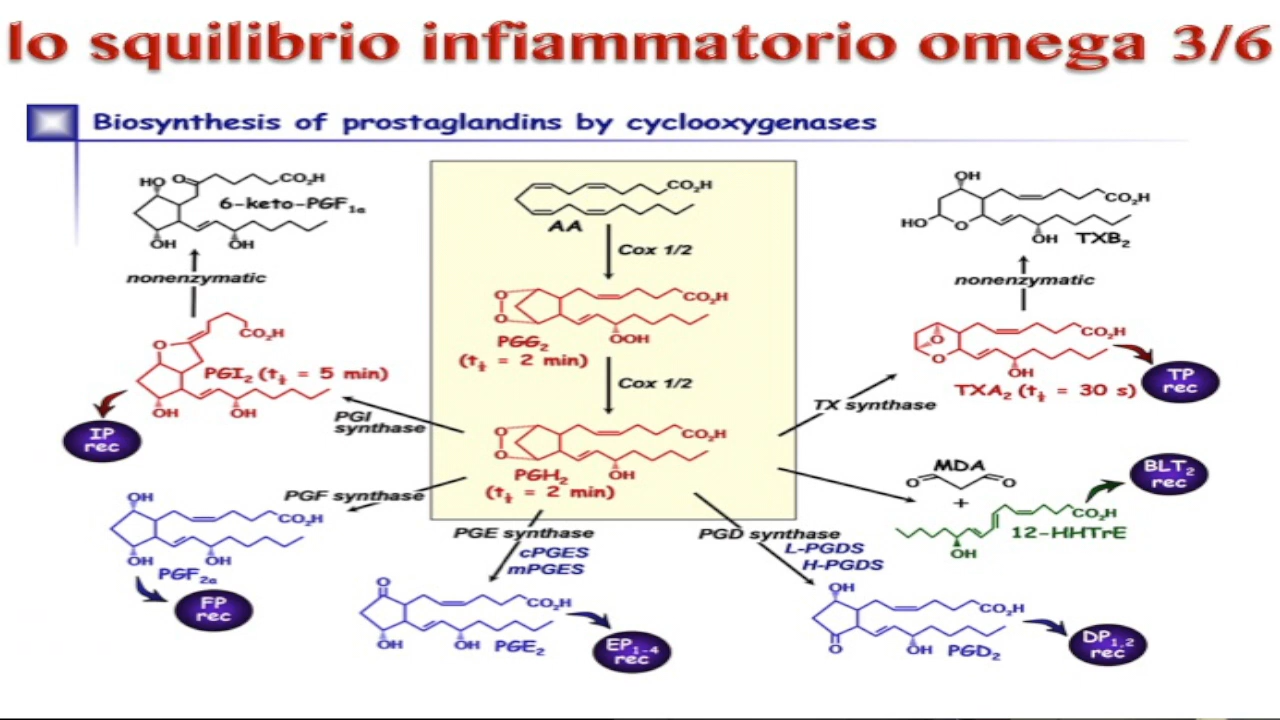 lo squilibrio infiammatorio omega 3/6
Biosynthesis of prostaglandins by cyclooxygenases
HO O CO₂H
6-keto-PGF₁α
OH OH
nonenzymatic
O CO₂H
PGI₂ (t½ = 5 min)
OH OH
IP
rec
PGI
synthase
CO₂H
AA
Cox 1/2
O O CO₂H
OOH
PGG₂
(t½ = 2 min)
Cox 1/2
O O CO₂H
OH
PGH₂
(t½ = 2 min)
OH
CO₂H
HO O
OH
TXB₂
nonenzymatic
O O CO₂H
OH
TXA₂ (t½ = 30 s)
TP
rec
TX synthase
MDA
O O
+
CO₂H
12-HHTrE
OH
BLT₂
rec
PGF synthase
OH
CO₂H
OH OH
PGF₂α
FP
rec
PGE synthase
cPGES
mPGES
O
CO₂H
OH OH
PGE₂
EP₁₋₄
rec
PGD synthase
L-PGDS
H-PGDS
OH
CO₂H
O OH
PGD₂
DP₁,₂
rec